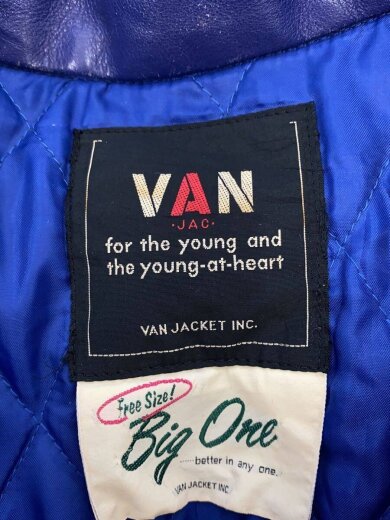 VAN
·JAC·
for the young and
the young-at-heart
VAN JACKET INC.
Free Size!
Big One
......better in any one.
VAN JACKET INC.